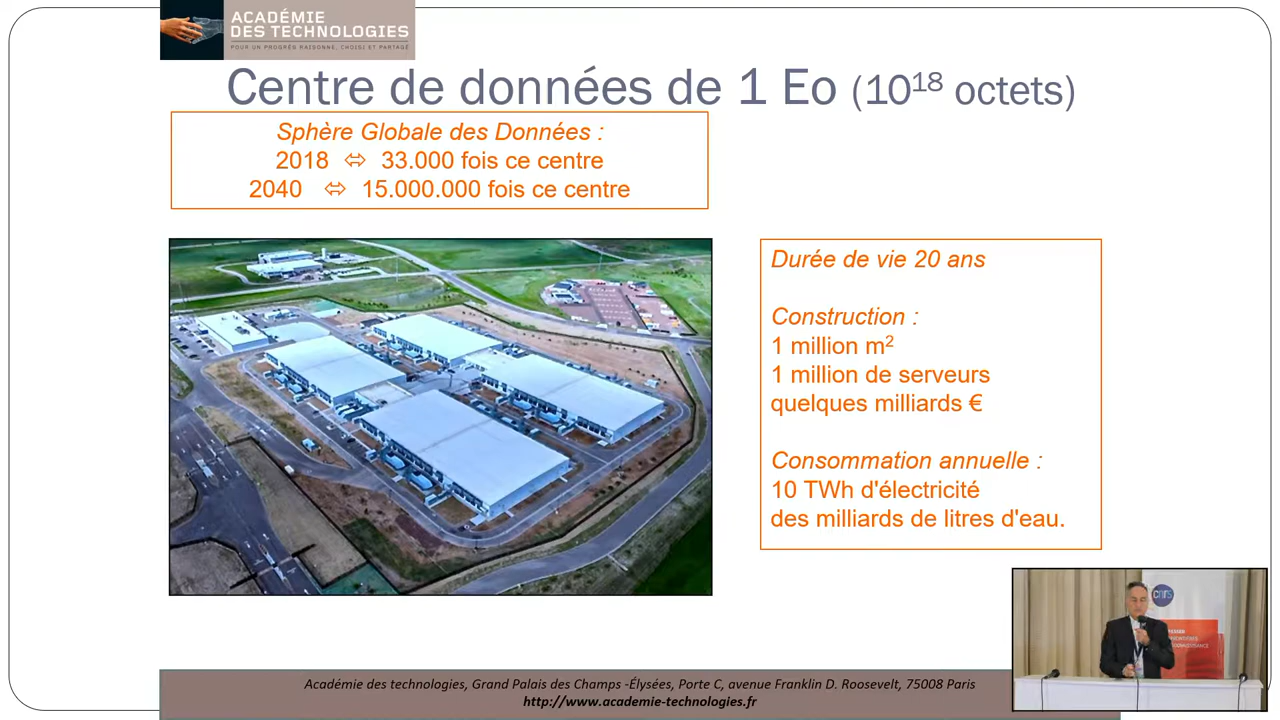 ACADÉMIE
DES TECHNOLOGIES
POUR UN PROGRÈS RAISONNÉ, CHOISI ET PARTAGÉ
Centre de données de 1 Eo (10¹⁸ octets)
Sphère Globale des Données :
2018 ⬄ 33.000 fois ce centre
2040 ⬄ 15.000.000 fois ce centre
Durée de vie 20 ans
Construction :
1 million m²
1 million de serveurs
quelques milliards €
Consommation annuelle :
10 TWh d'électricité
des milliards de litres d'eau.
cnrs
Académie des technologies, Grand Palais des Champs -Élysées, Porte C, avenue Franklin D. Roosevelt, 75008 Paris
http://www.academie-technologies.fr